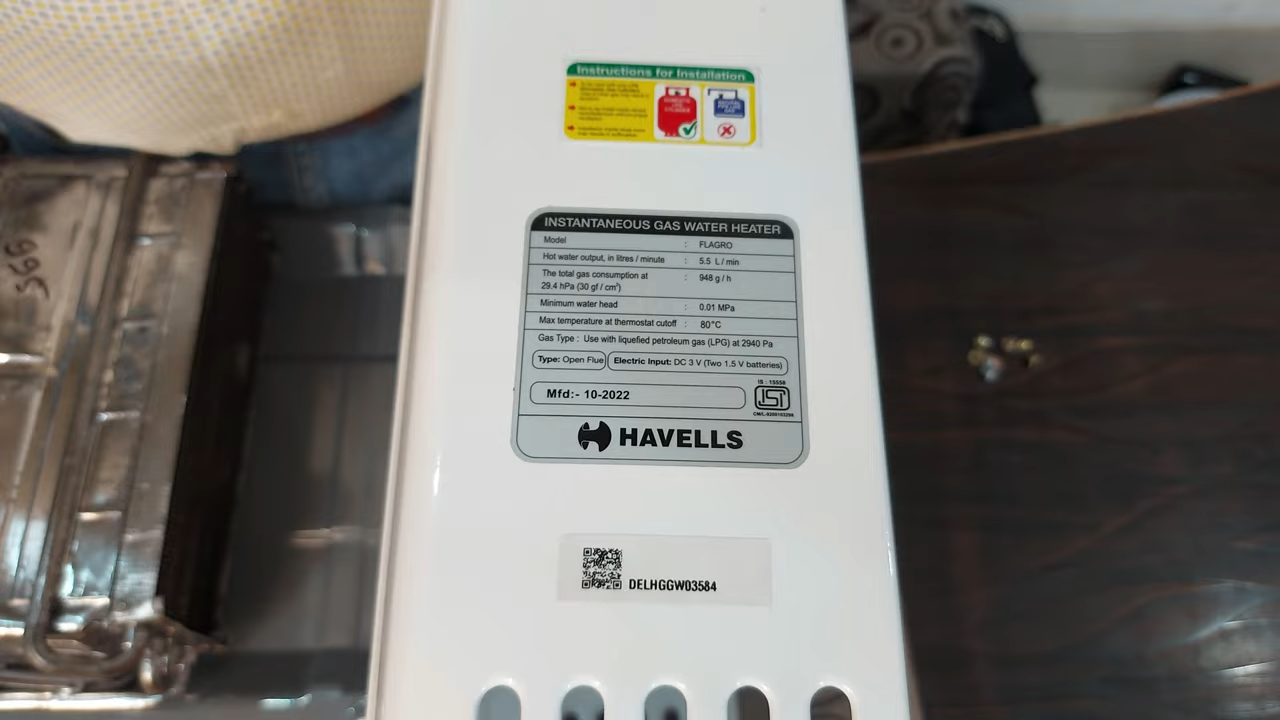 Instructions for Installation
INSTANTANEOUS GAS WATER HEATER
Model : FLAGRO
Hot water output, in litres / minute : 5.5 L / min
The total gas consumption at : 948 g / h
29.4 hPa (30 gf / cm²)
Minimum water head : 0.01 MPa
Max temperature at thermostat cutoff : 80°C
Gas Type : Use with liquefied petroleum gas (LPG) at 2940 Pa
Type: Open Flue Electric Input: DC 3 V (Two 1.5 V batteries)
IS : 15558
Mfd:- 10-2022
HAVELLS
DELHGGW03584
566